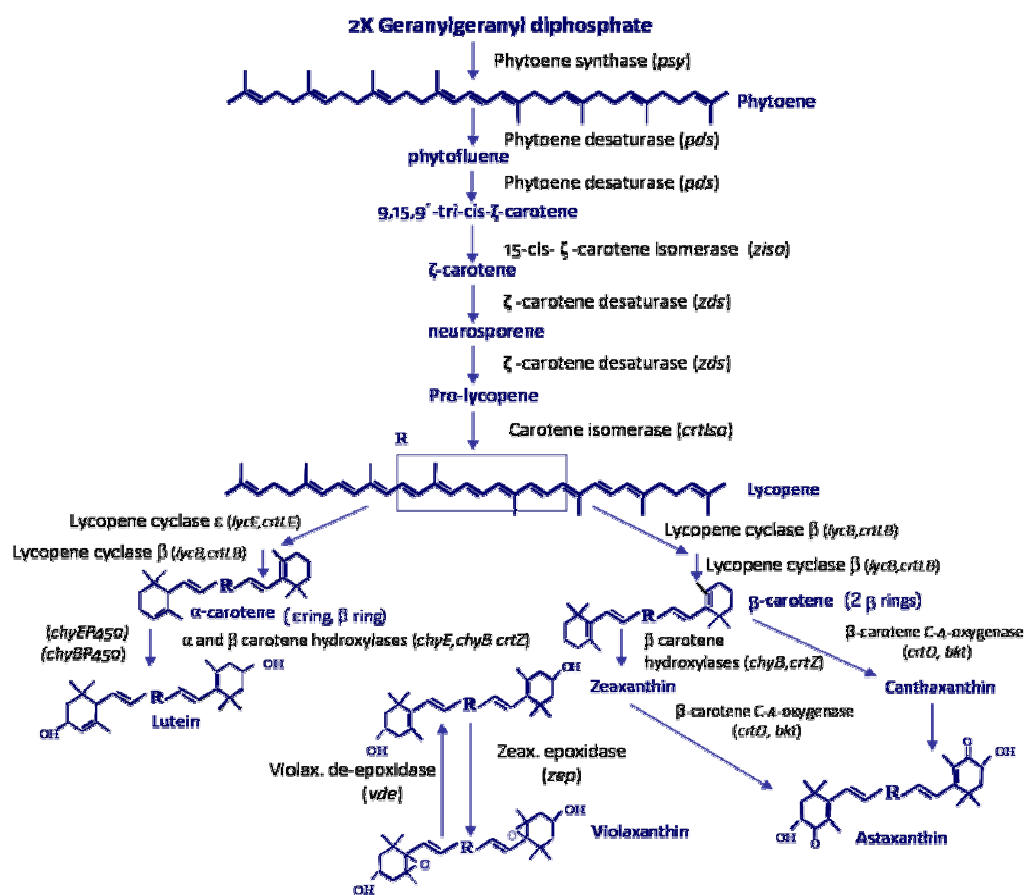 2X Geranylgeranyl diphosphate
Phytoene synthase (psy)
Phytoene
Phytoene desaturase (pds)
phytofluene
Phytoene desaturase (pds)
9,15,9'-tri-cis-ζ-carotene
15-cis- ζ -carotene isomerase (ziso)
ζ-carotene
ζ -carotene desaturase (zds)
neurosporene
ζ -carotene desaturase (zds)
Pro-lycopene
Carotene isomerase (crtIso)
R
Lycopene
Lycopene cyclase ε (lycE,crtLE)
Lycopene cyclase β (lycB,crtLB)
Lycopene cyclase β (lycB,crtLB)
Lycopene cyclase β (lycB,crtLB)
R
α-carotene (εring, β ring)
R
β-carotene (2 β rings)
(chyEP450)
(chyBP450)
α and β carotene hydroxylases (chyE,chyB crtZ)
β carotene
hydroxylases (chyB,crtZ)
β-carotene C-4-oxygenase
(crtO, bkt)
OH
R
OH
Lutein
OH
R
OH
Zeaxanthin
Canthaxanthin
β-carotene C-4-oxygenase
(crtO, bkt)
Violax. de-epoxidase
(vde)
Zeax. epoxidase
(zep)
O
OH
R
OH
O
Astaxanthin
OH
O
R
O
OH
Violaxanthin